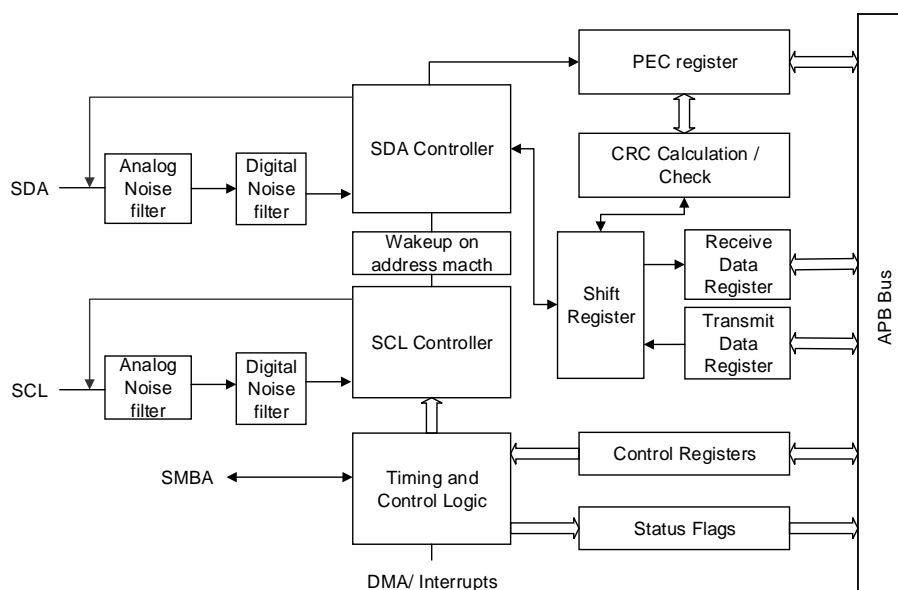 PEC register
CRC Calculation /
Check
SDA Controller
SDA
Analog
Noise
filter
Digital
Noise
filter
Wakeup on
address macth
Shift
Register
Receive
Data
Register
Transmit
Data
Register
APB Bus
SCL Controller
SCL
Analog
Noise
filter
Digital
Noise
filter
SMBA
Timing and
Control Logic
Control Registers
Status Flags
DMA/ Interrupts